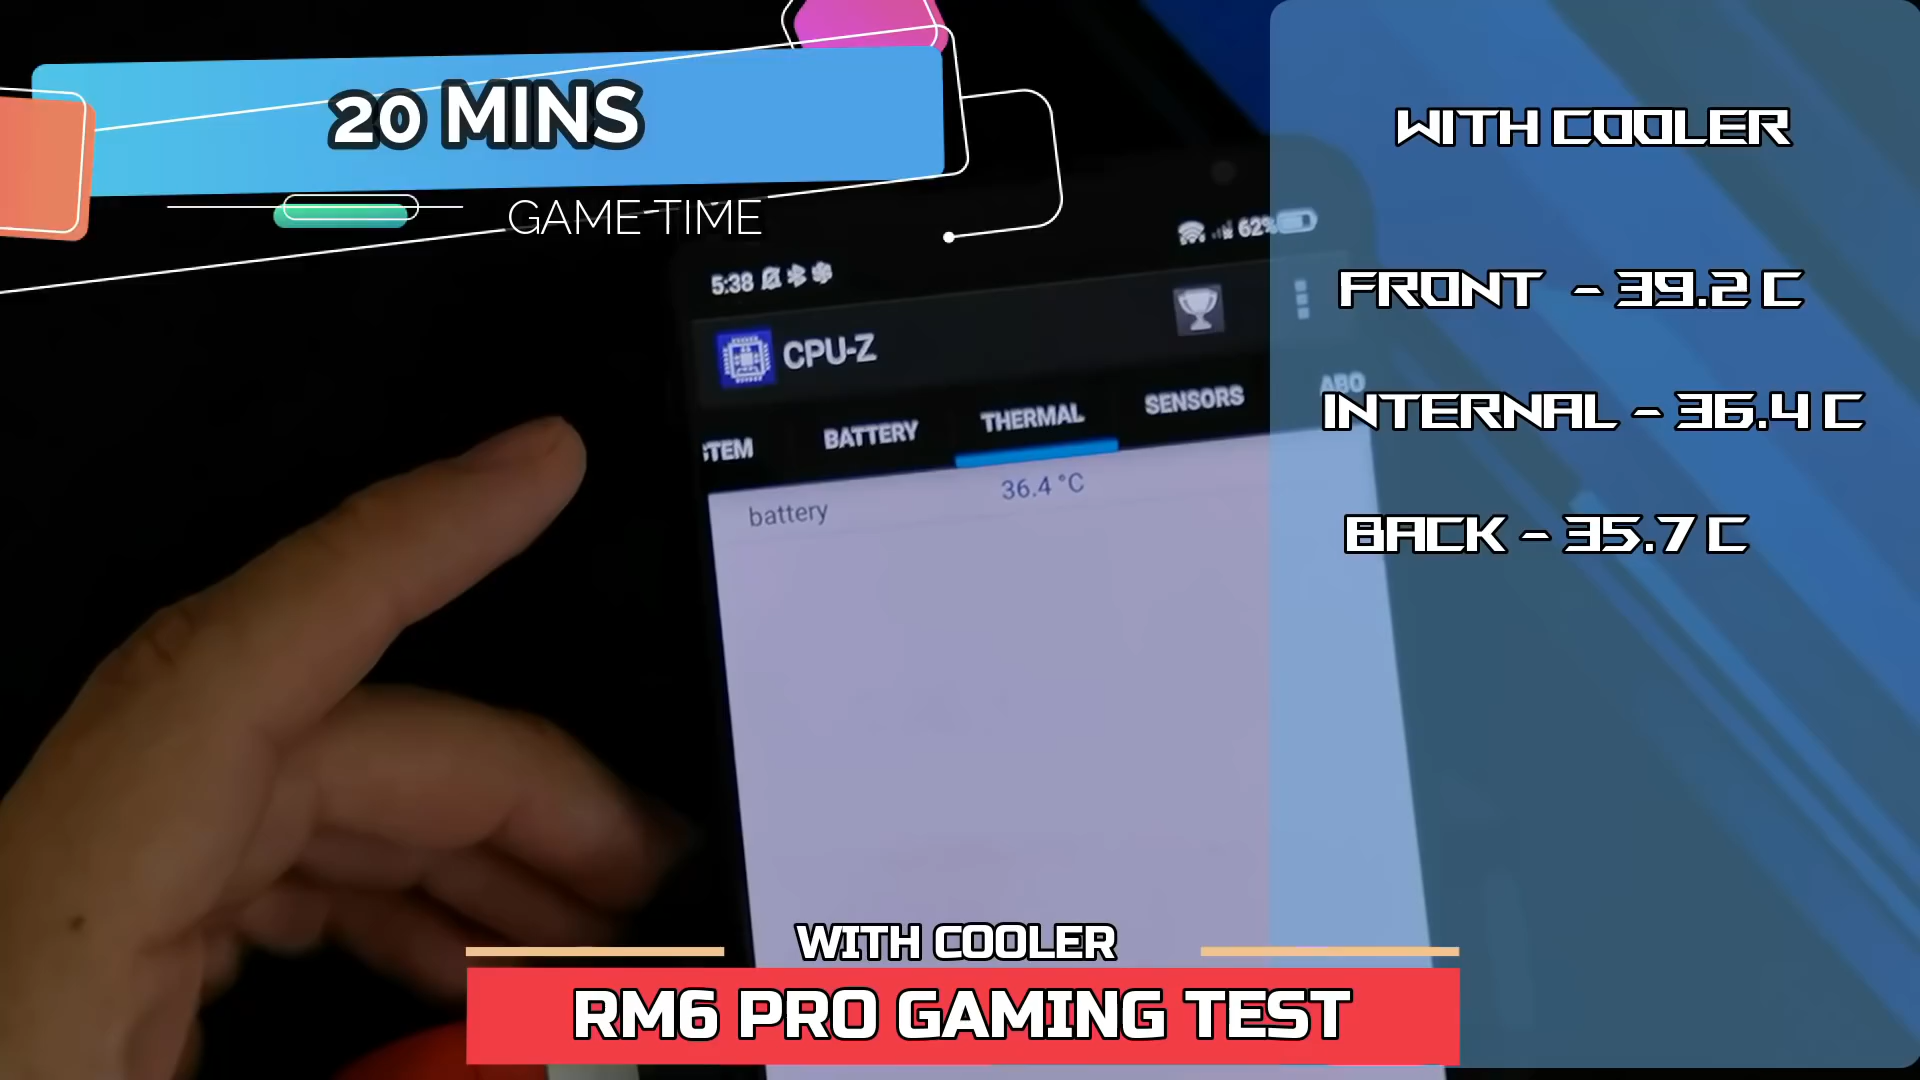 20 MINS
GAME TIME
WITH COOLER
FRONT - 39.2 C
INTERNAL - 36.4 C
BACK - 35.7 C
5:38
62%
CPU-Z
STEM
BATTERY
THERMAL
SENSORS
ABO
battery
36.4 °C
WITH COOLER
RM6 PRO GAMING TEST